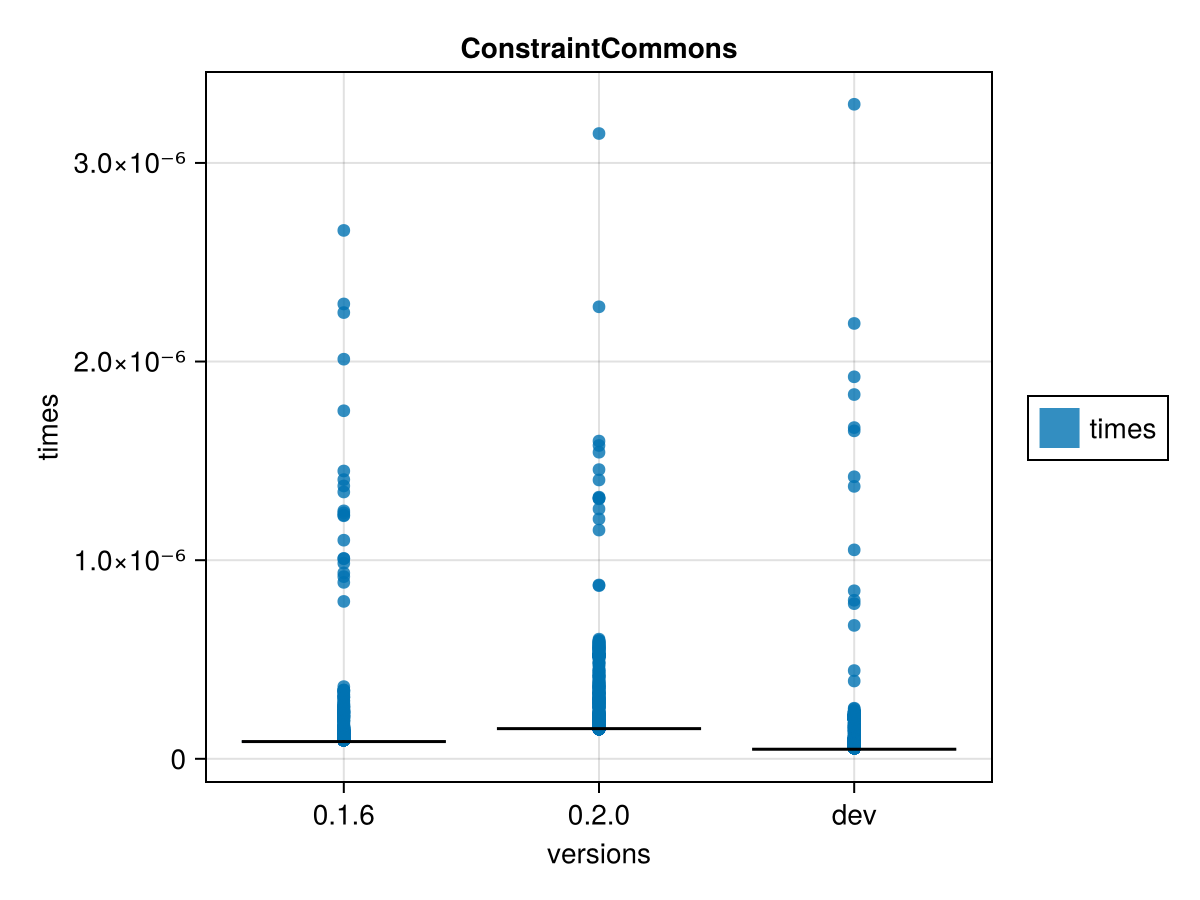 ConstraintCommons
3.0×10⁻⁶
2.0×10⁻⁶
1.0×10⁻⁶
0
times
0.1.6
0.2.0
dev
versions
times